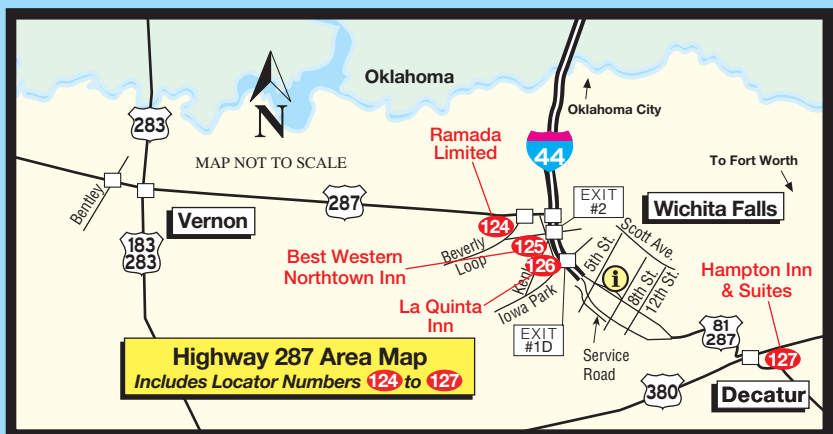 Oklahoma
Oklahoma City
N
MAP NOT TO SCALE
283
44
Ramada
Limited
To Fort Worth
Bentley
287
EXIT
#2
Vernon
Wichita Falls
124
183
283
Beverly
Loop
125
Scott Ave.
Best Western
Northtown Inn
126
5th St.
i
8th St.
12th St.
Hampton Inn
& Suites
La Quinta
Inn
Iowa Park
EXIT
#1D
Service
Road
81
287
127
Highway 287 Area Map
Includes Locator Numbers 124 to 127
380
Decatur